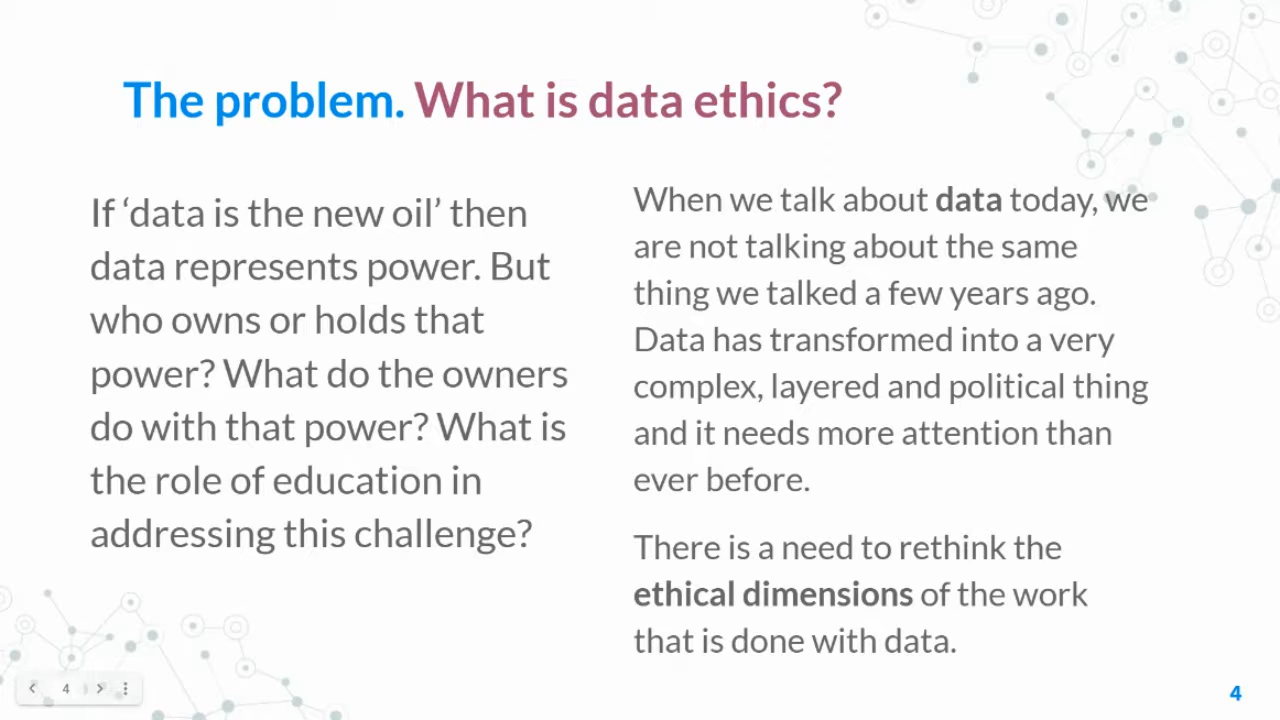 The problem. What is data ethics?
If ‘data is the new oil’ then
data represents power. But
who owns or holds that
power? What do the owners
do with that power? What is
the role of education in
addressing this challenge?
When we talk about data today, we
are not talking about the same
thing we talked a few years ago.
Data has transformed into a very
complex, layered and political thing
and it needs more attention than
ever before.
There is a need to rethink the
ethical dimensions of the work
that is done with data.
4
4